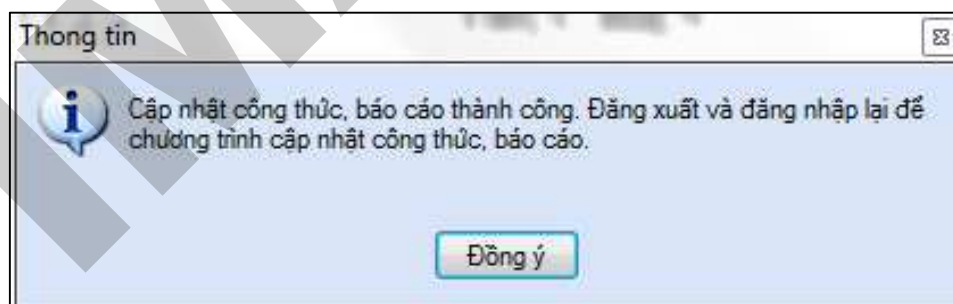 Thong tin
Cập nhật công thức, báo cáo thành công. Đăng xuất và đăng nhập lại để
chương trình cập nhật công thức, báo cáo.
Đồng ý